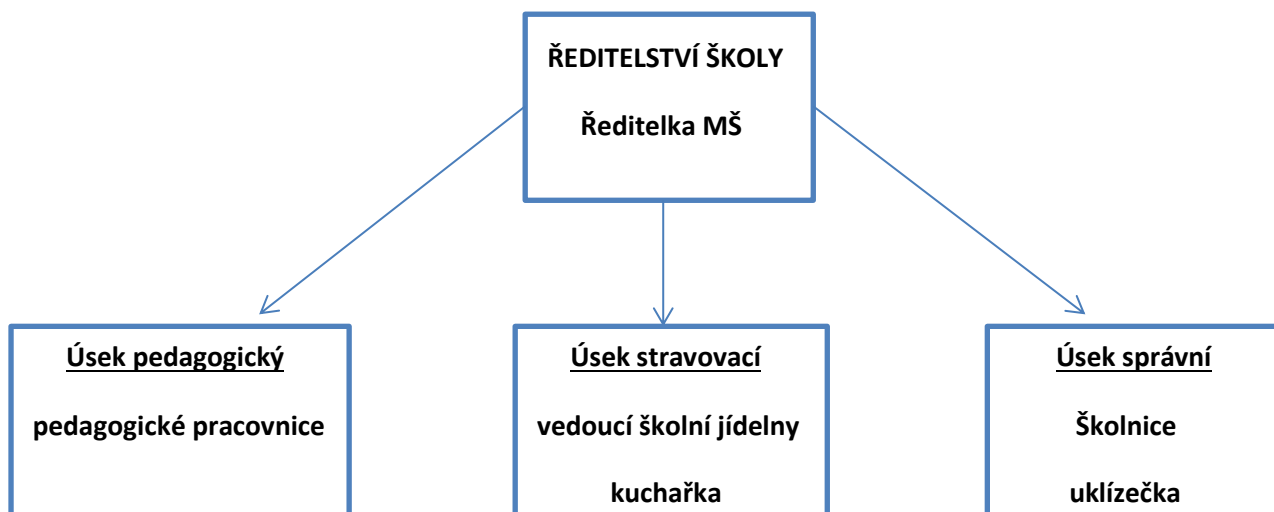 ŘEDITELSTVÍ ŠKOLY
Ředitelka MŠ
Úsek pedagogický
pedagogické pracovnice
Úsek stravovací
vedoucí školní jídelny
kuchařka
Úsek správní
Školnice
uklízečka